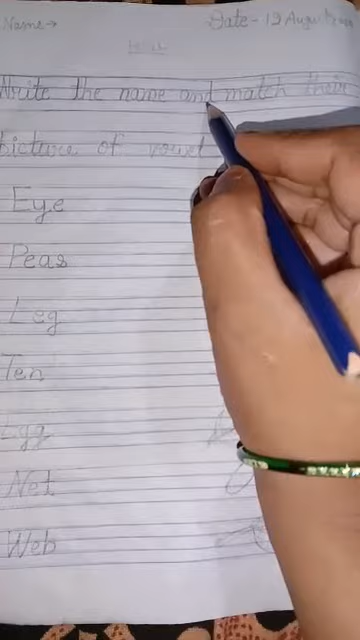 Name→ Date - 13 August
Write the name and match their
picture of vowel
Eye
Peas
Leg
Ten
Egg
Net
Web